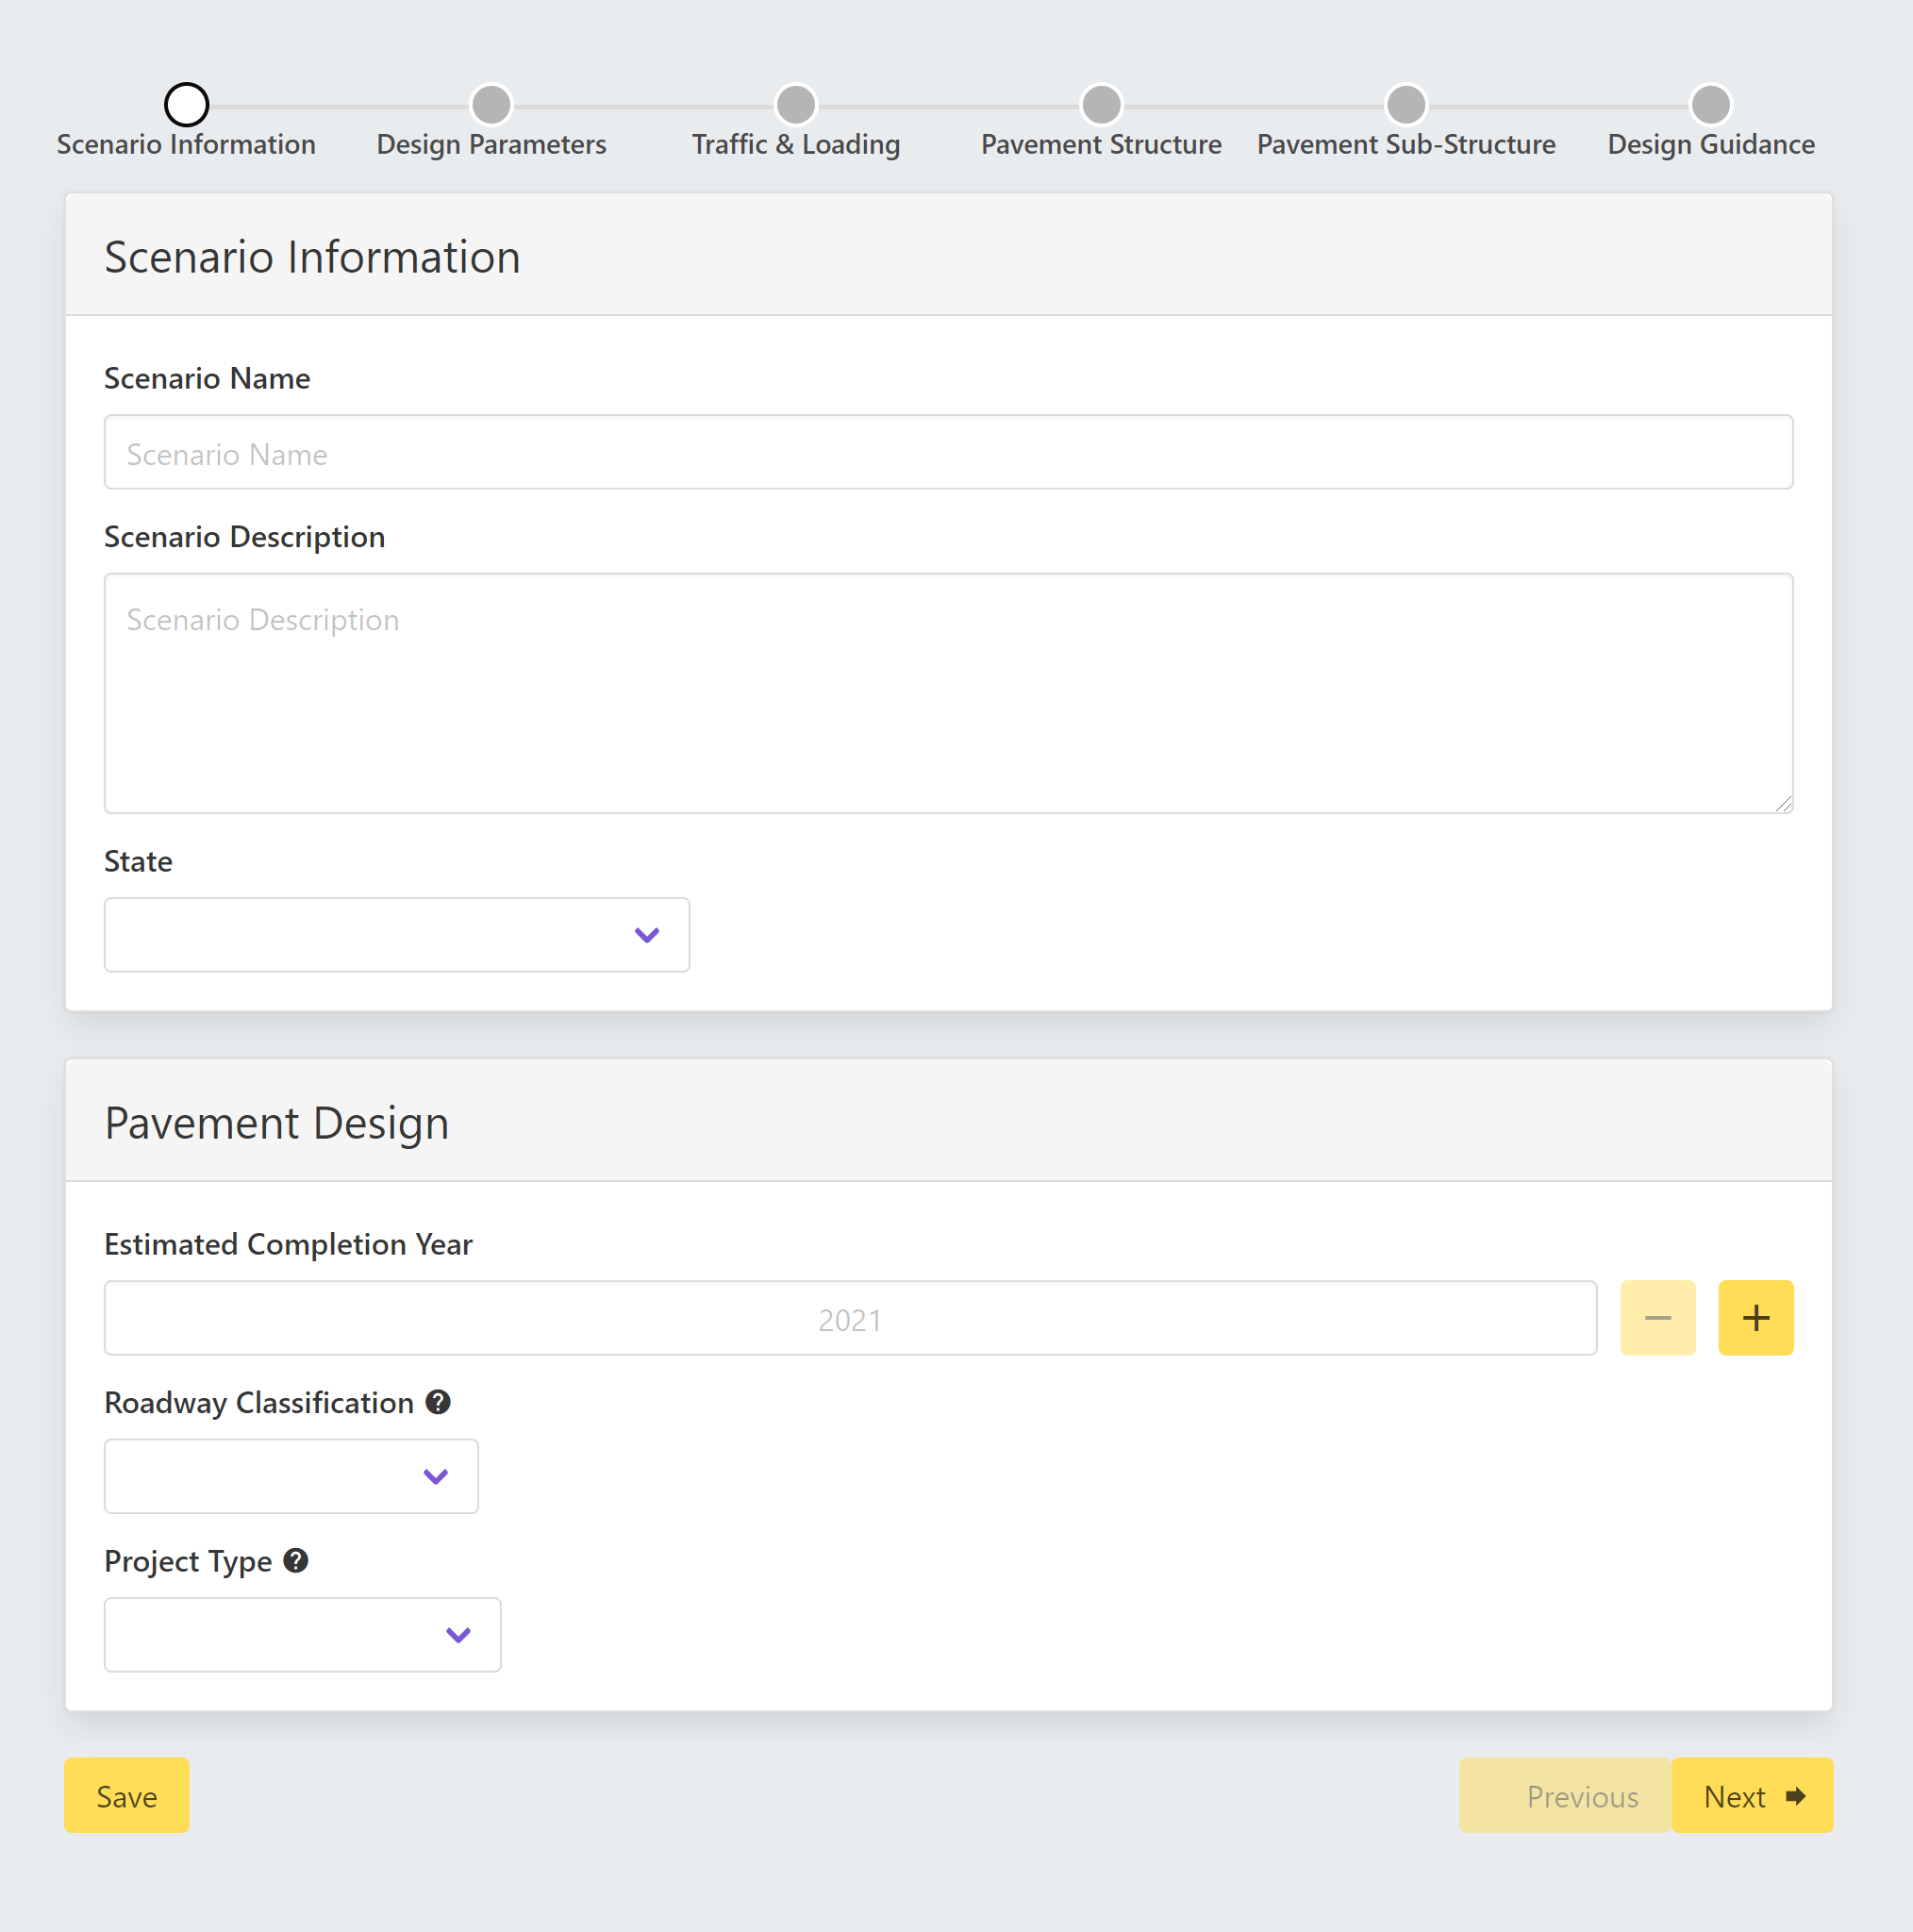 Scenario Information
Design Parameters
Traffic & Loading
Pavement Structure
Pavement Sub-Structure
Design Guidance
Scenario Information
Scenario Name
Scenario Name
Scenario Description
Scenario Description
State
Pavement Design
Estimated Completion Year
2021
Roadway Classification
Project Type
Save
Previous
Next